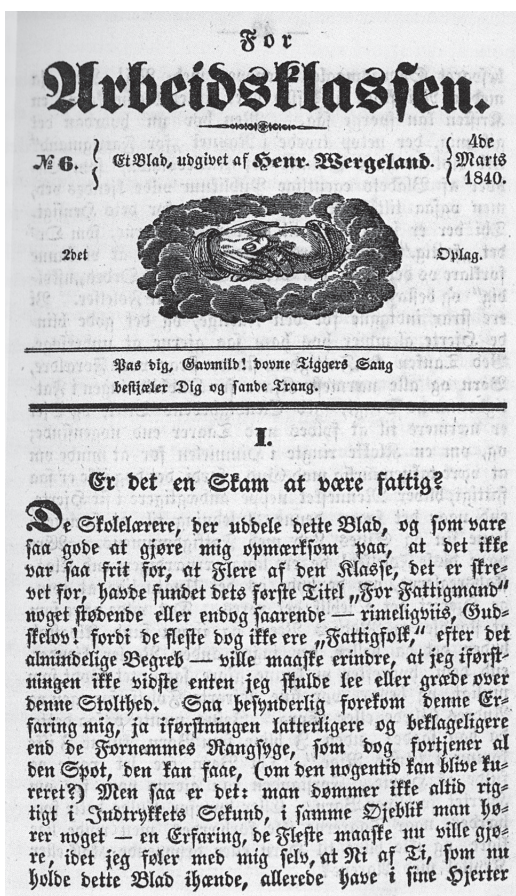 For
Arbeidsklassen.
№ 6. Et Blad, udgivet af Henr. Wergeland. 4de Marts 1840.
2det Oplag.
Pas dig, Gavmild! dovne Tiggers Sang
bestjæler Dig og sande Trang.
I.
Er det en Skam at være fattig?
De Skolelærere, der uddele dette Blad, og som vare
saa gode at gjøre mig opmærksom paa, at det ikke
var saa frit for, at Flere af den Klasse, det er skre-
vet for, havde fundet dets første Titel „For Fattigmand“
noget stødende eller endog saarende — rimeligviis, Gud-
skelov! fordi de fleste dog ikke ere „Fattigfolk,“ efter det
almindelige Begreb — ville maaske erindre, at jeg iførst-
ningen ikke vidste enten jeg skulde lee eller græde over
denne Stolthed. Saa besynderlig forekom denne Er-
faring mig, ja iførstningen latterligere og beklageligere
end de Fornemmes Rangsyge, som dog fortjener al
den Spot, den kan faae, (om den nogentid kan blive ku-
reret?) Men saa er det: man dømmer ikke altid rig-
tigt i Indtrykkets Sekund, i samme Øjeblik man hø-
rer noget — en Erfaring, de Fleste maaske nu ville gjø-
re, idet jeg føler med mig selv, at Ni af Ti, som nu
holde dette Blad ihænde, allerede have i sine Hjerter